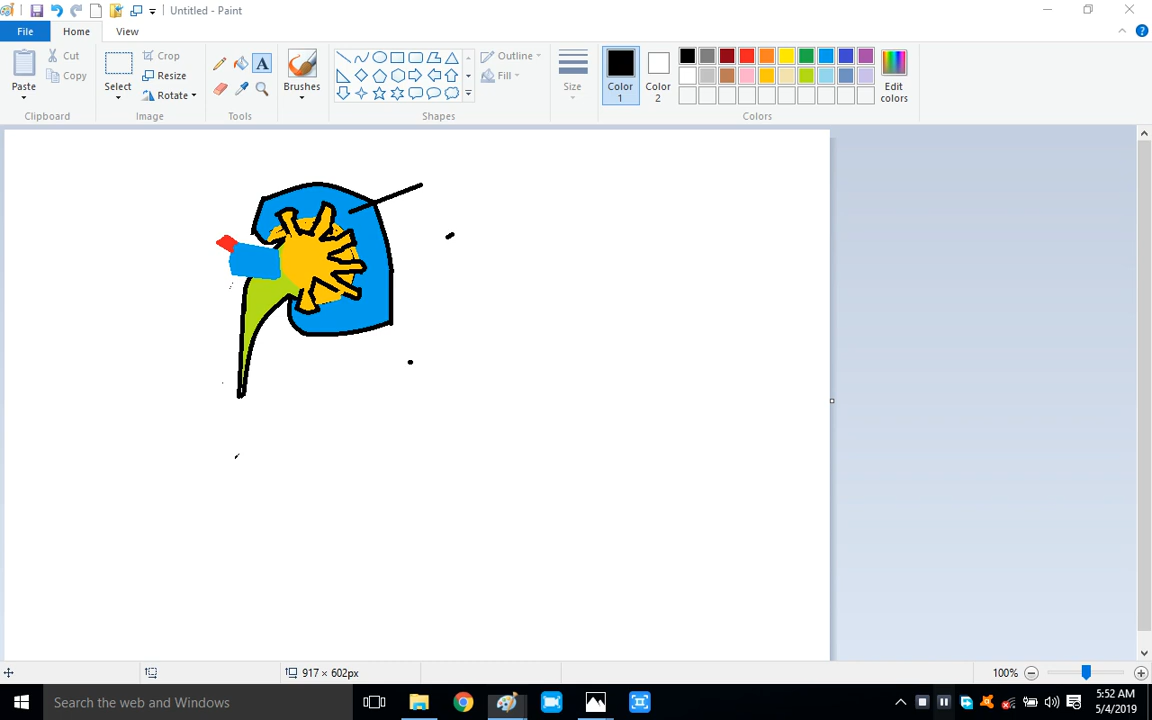 Untitled - Paint
File
Home
View
Paste
Cut
Copy
Clipboard
Select
Crop
Resize
Rotate
Image
A
Tools
Brushes
Outline
Fill
Shapes
Size
Color 1
Color 2
Edit colors
Colors
917 × 602px
100%
Search the web and Windows
5:52 AM
5/4/2019